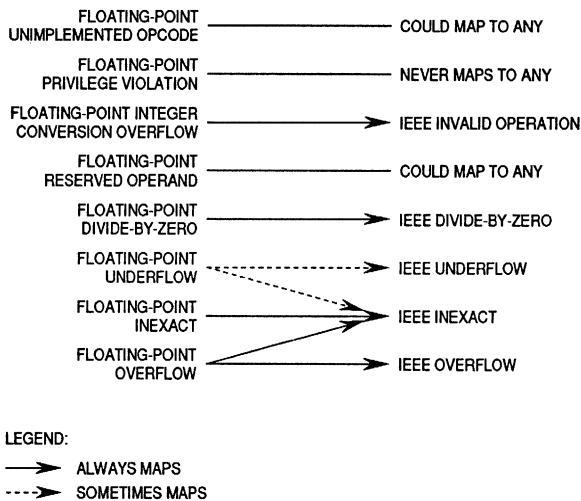 FLOATING-POINT
UNIMPLEMENTED OPCODE
COULD MAP TO ANY
FLOATING-POINT
PRIVILEGE VIOLATION
NEVER MAPS TO ANY
FLOATING-POINT INTEGER
CONVERSION OVERFLOW
IEEE INVALID OPERATION
FLOATING-POINT
RESERVED OPERAND
COULD MAP TO ANY
FLOATING-POINT
DIVIDE-BY-ZERO
IEEE DIVIDE-BY-ZERO
FLOATING-POINT
UNDERFLOW
IEEE UNDERFLOW
FLOATING-POINT
INEXACT
IEEE INEXACT
FLOATING-POINT
OVERFLOW
IEEE OVERFLOW
LEGEND:
ALWAYS MAPS
SOMETIMES MAPS